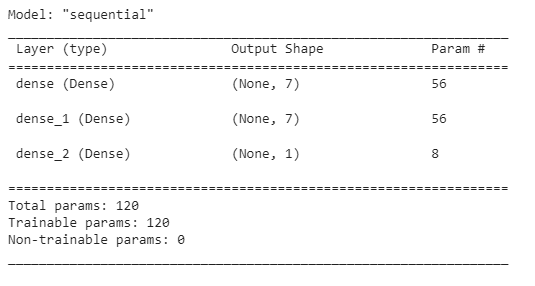 Model: "sequential"
_________________________________________________________________
Layer (type) Output Shape Param #
=================================================================
dense (Dense) (None, 7) 56
dense_1 (Dense) (None, 7) 56
dense_2 (Dense) (None, 1) 8
=================================================================
Total params: 120
Trainable params: 120
Non-trainable params: 0
_________________________________________________________________